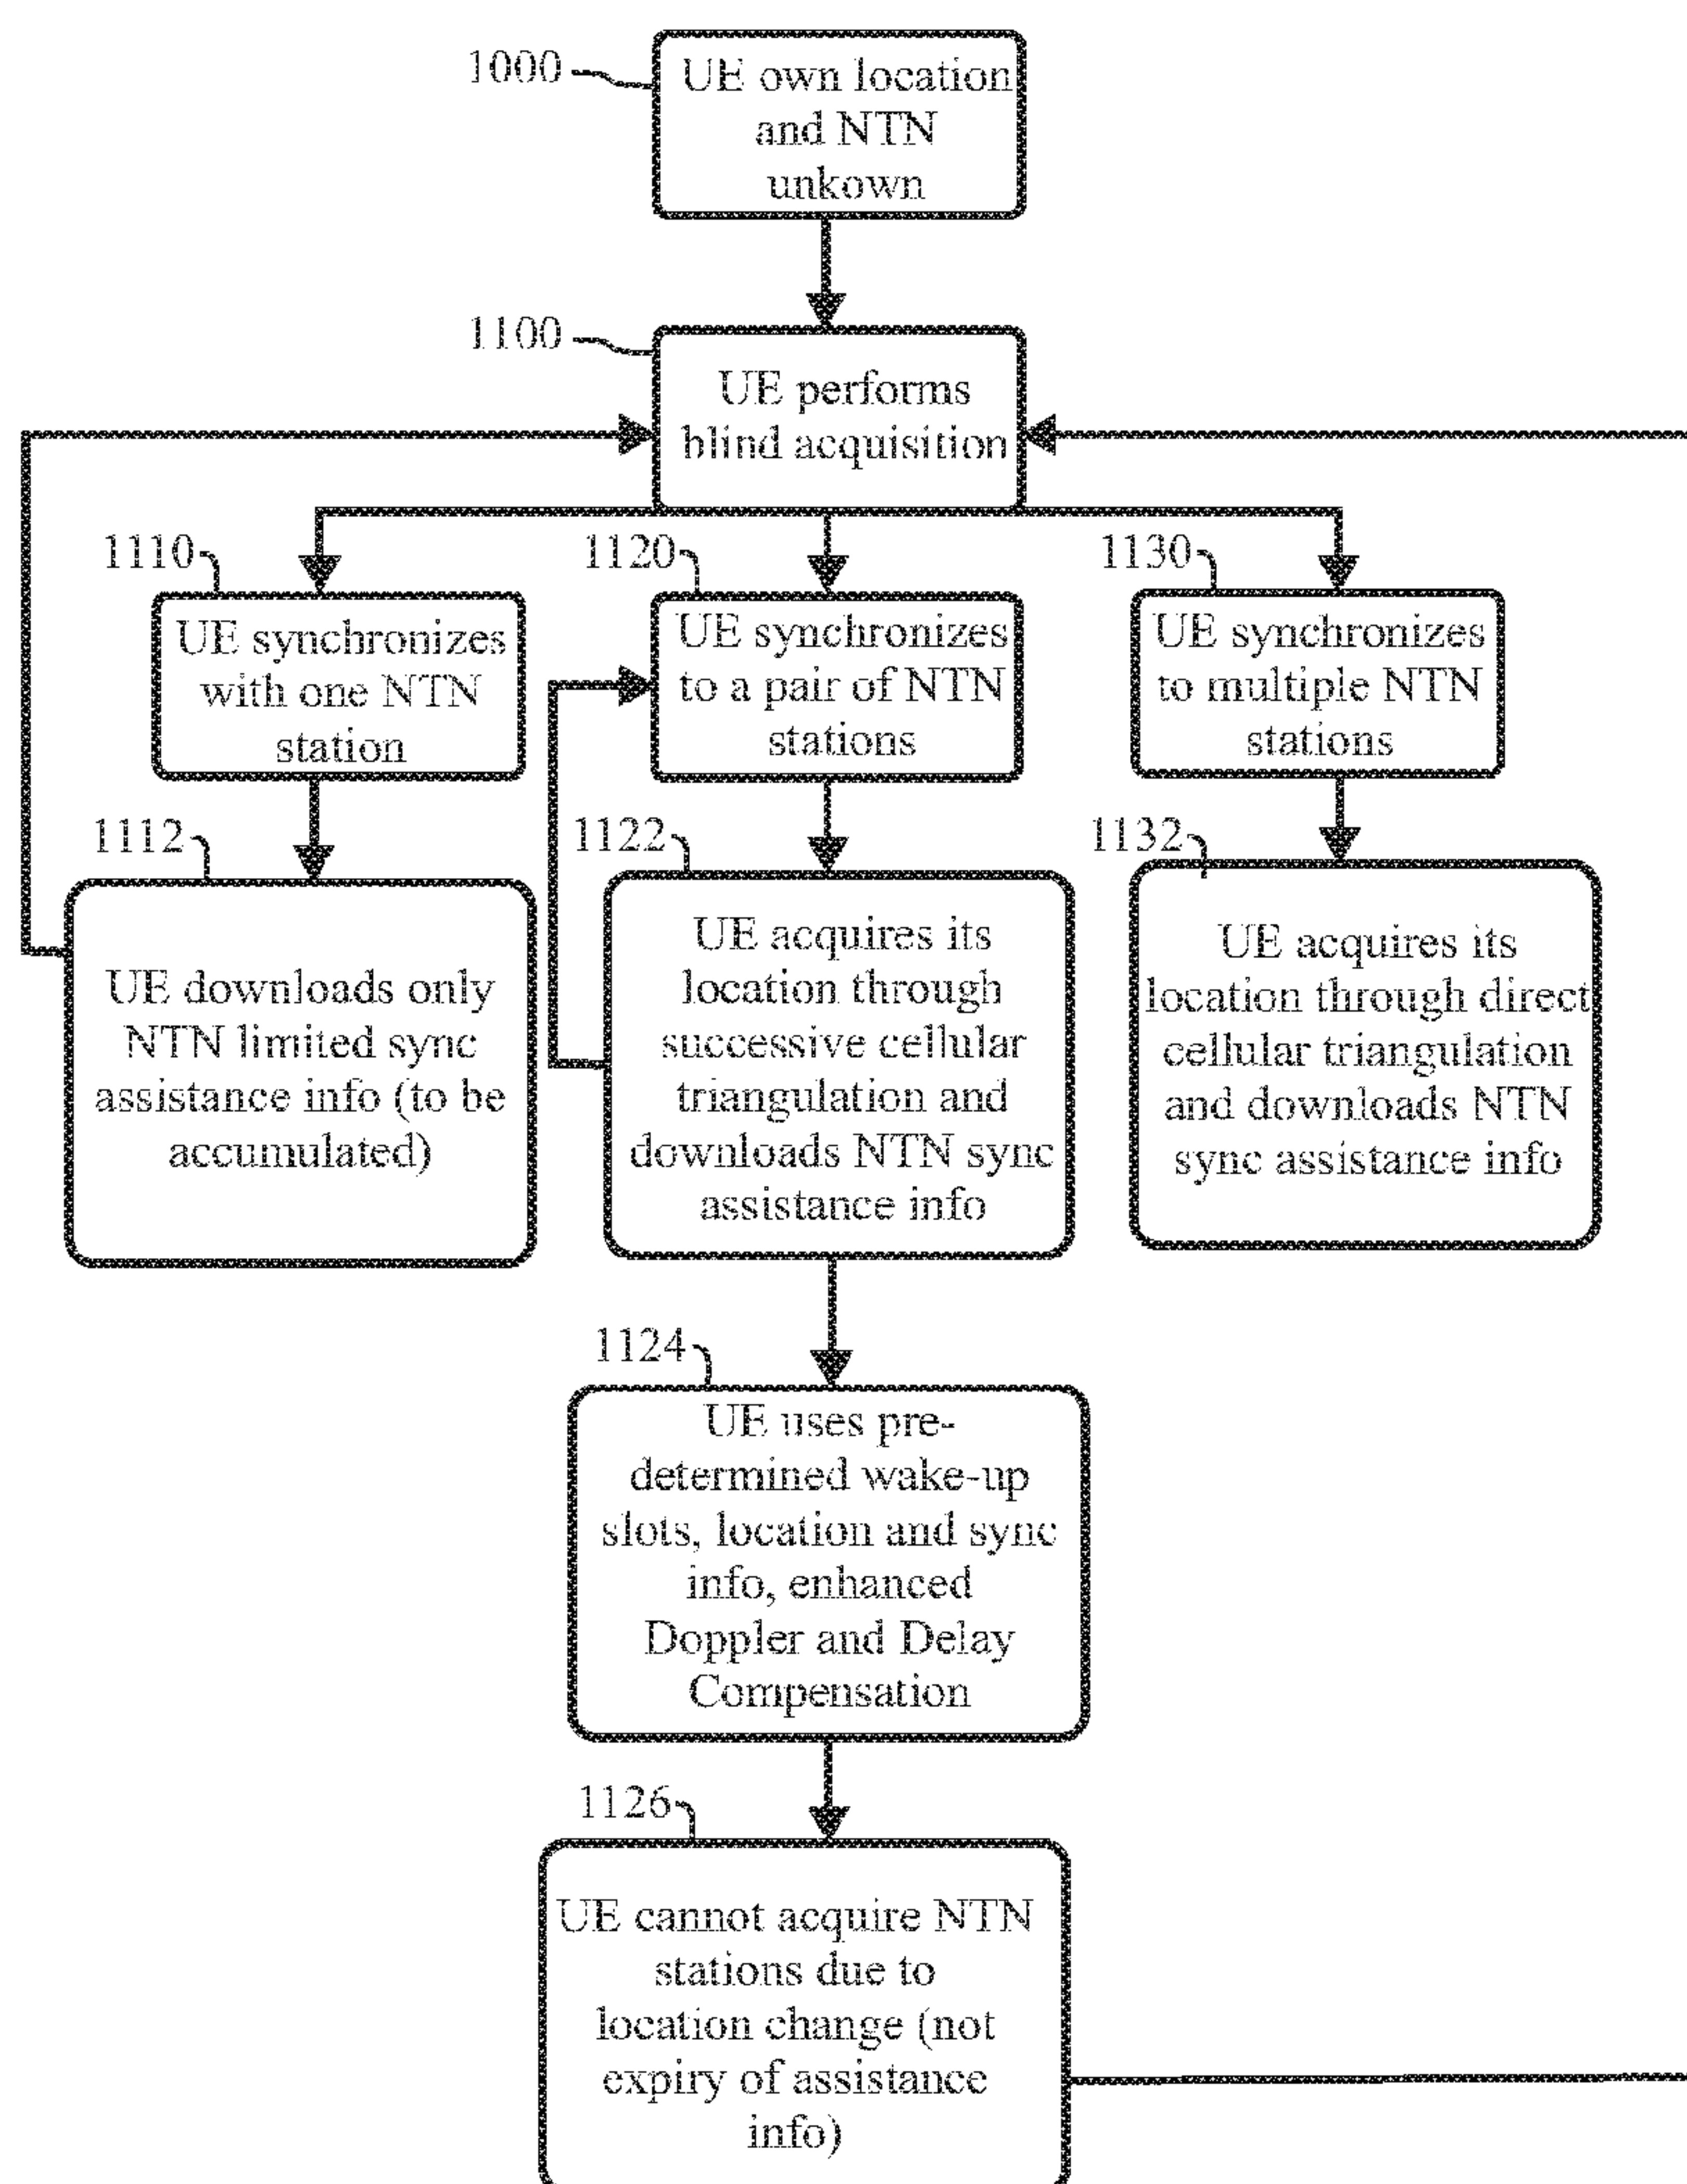 1000
UE own location
and NTN
unkown
1100
UE performs
blind acquisition
1110
UE synchronizes
with one NTN
station
1120
UE synchronizes
to a pair of NTN
stations
1130
UE synchronizes
to multiple NTN
stations
1112
UE downloads only
NTN limited sync
assistance info (to be
accumulated)
1122
UE acquires its
location through
successive cellular
triangulation and
downloads NTN sync
assistance info
1132
UE acquires its
location through direct
cellular triangulation
and downloads NTN
sync assistance info
1124
UE uses pre-
determined wake-up
slots, location and sync
info, enhanced
Doppler and Delay
Compensation
1126
UE cannot acquire NTN
stations due to
location change (not
expiry of assistance
info)